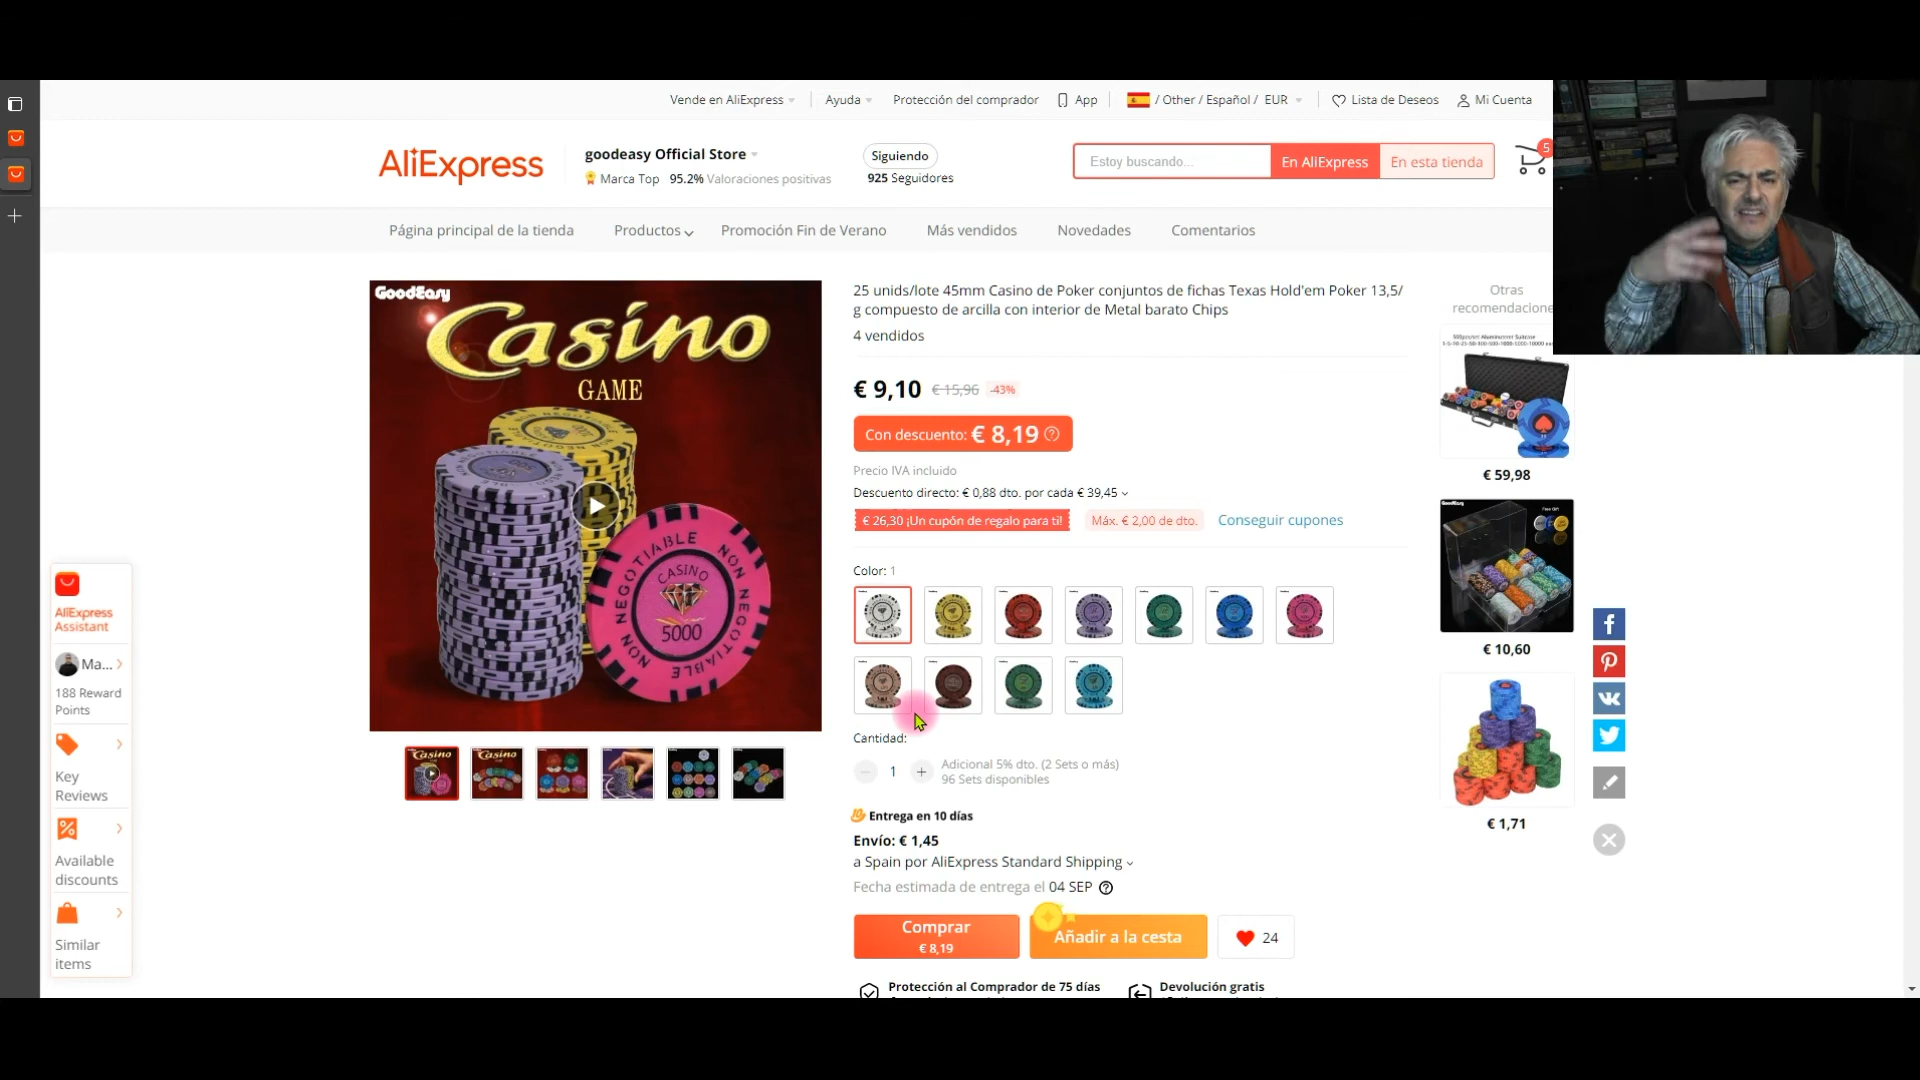 Vende en AliExpress
Ayuda
Protección del comprador
App
/ Other / Español / EUR
Lista de Deseos
Mi Cuenta
AliExpress
goodeasy Official Store
Marca Top 95.2% Valoraciones positivas
Siguiendo
925 Seguidores
Estoy buscando...
En AliExpress
En esta tienda
5
Página principal de la tienda
Productos
Promoción Fin de Verano
Más vendidos
Novedades
Comentarios
GoodEasy
Casino
GAME
NON NEGOTIABLE NON NEGOTIABLE
CASINO
5000
25 unids/lote 45mm Casino de Poker conjuntos de fichas Texas Hold'em Poker 13,5/
g compuesto de arcilla con interior de Metal barato Chips
4 vendidos
€ 9,10 € 15,96 -43%
Con descuento: € 8,19
Precio IVA incluido
Descuento directo: € 0,88 dto. por cada € 39,45
€ 26,30 ¡Un cupón de regalo para ti!
Máx. € 2,00 de dto.
Conseguir cupones
Color: 1
Cantidad:
1
Adicional 5% dto. (2 Sets o más)
96 Sets disponibles
Entrega en 10 días
Envío: € 1,45
a Spain por AliExpress Standard Shipping
Fecha estimada de entrega el 04 SEP
Comprar
€ 8,19
Añadir a la cesta
24
Protección al Comprador de 75 días
Devolución gratis
Otras
recomendacione
€ 59,98
€ 10,60
€ 1,71
AliExpress
Assistant
Ma...
188 Reward
Points
Key
Reviews
Available
discounts
Similar
items